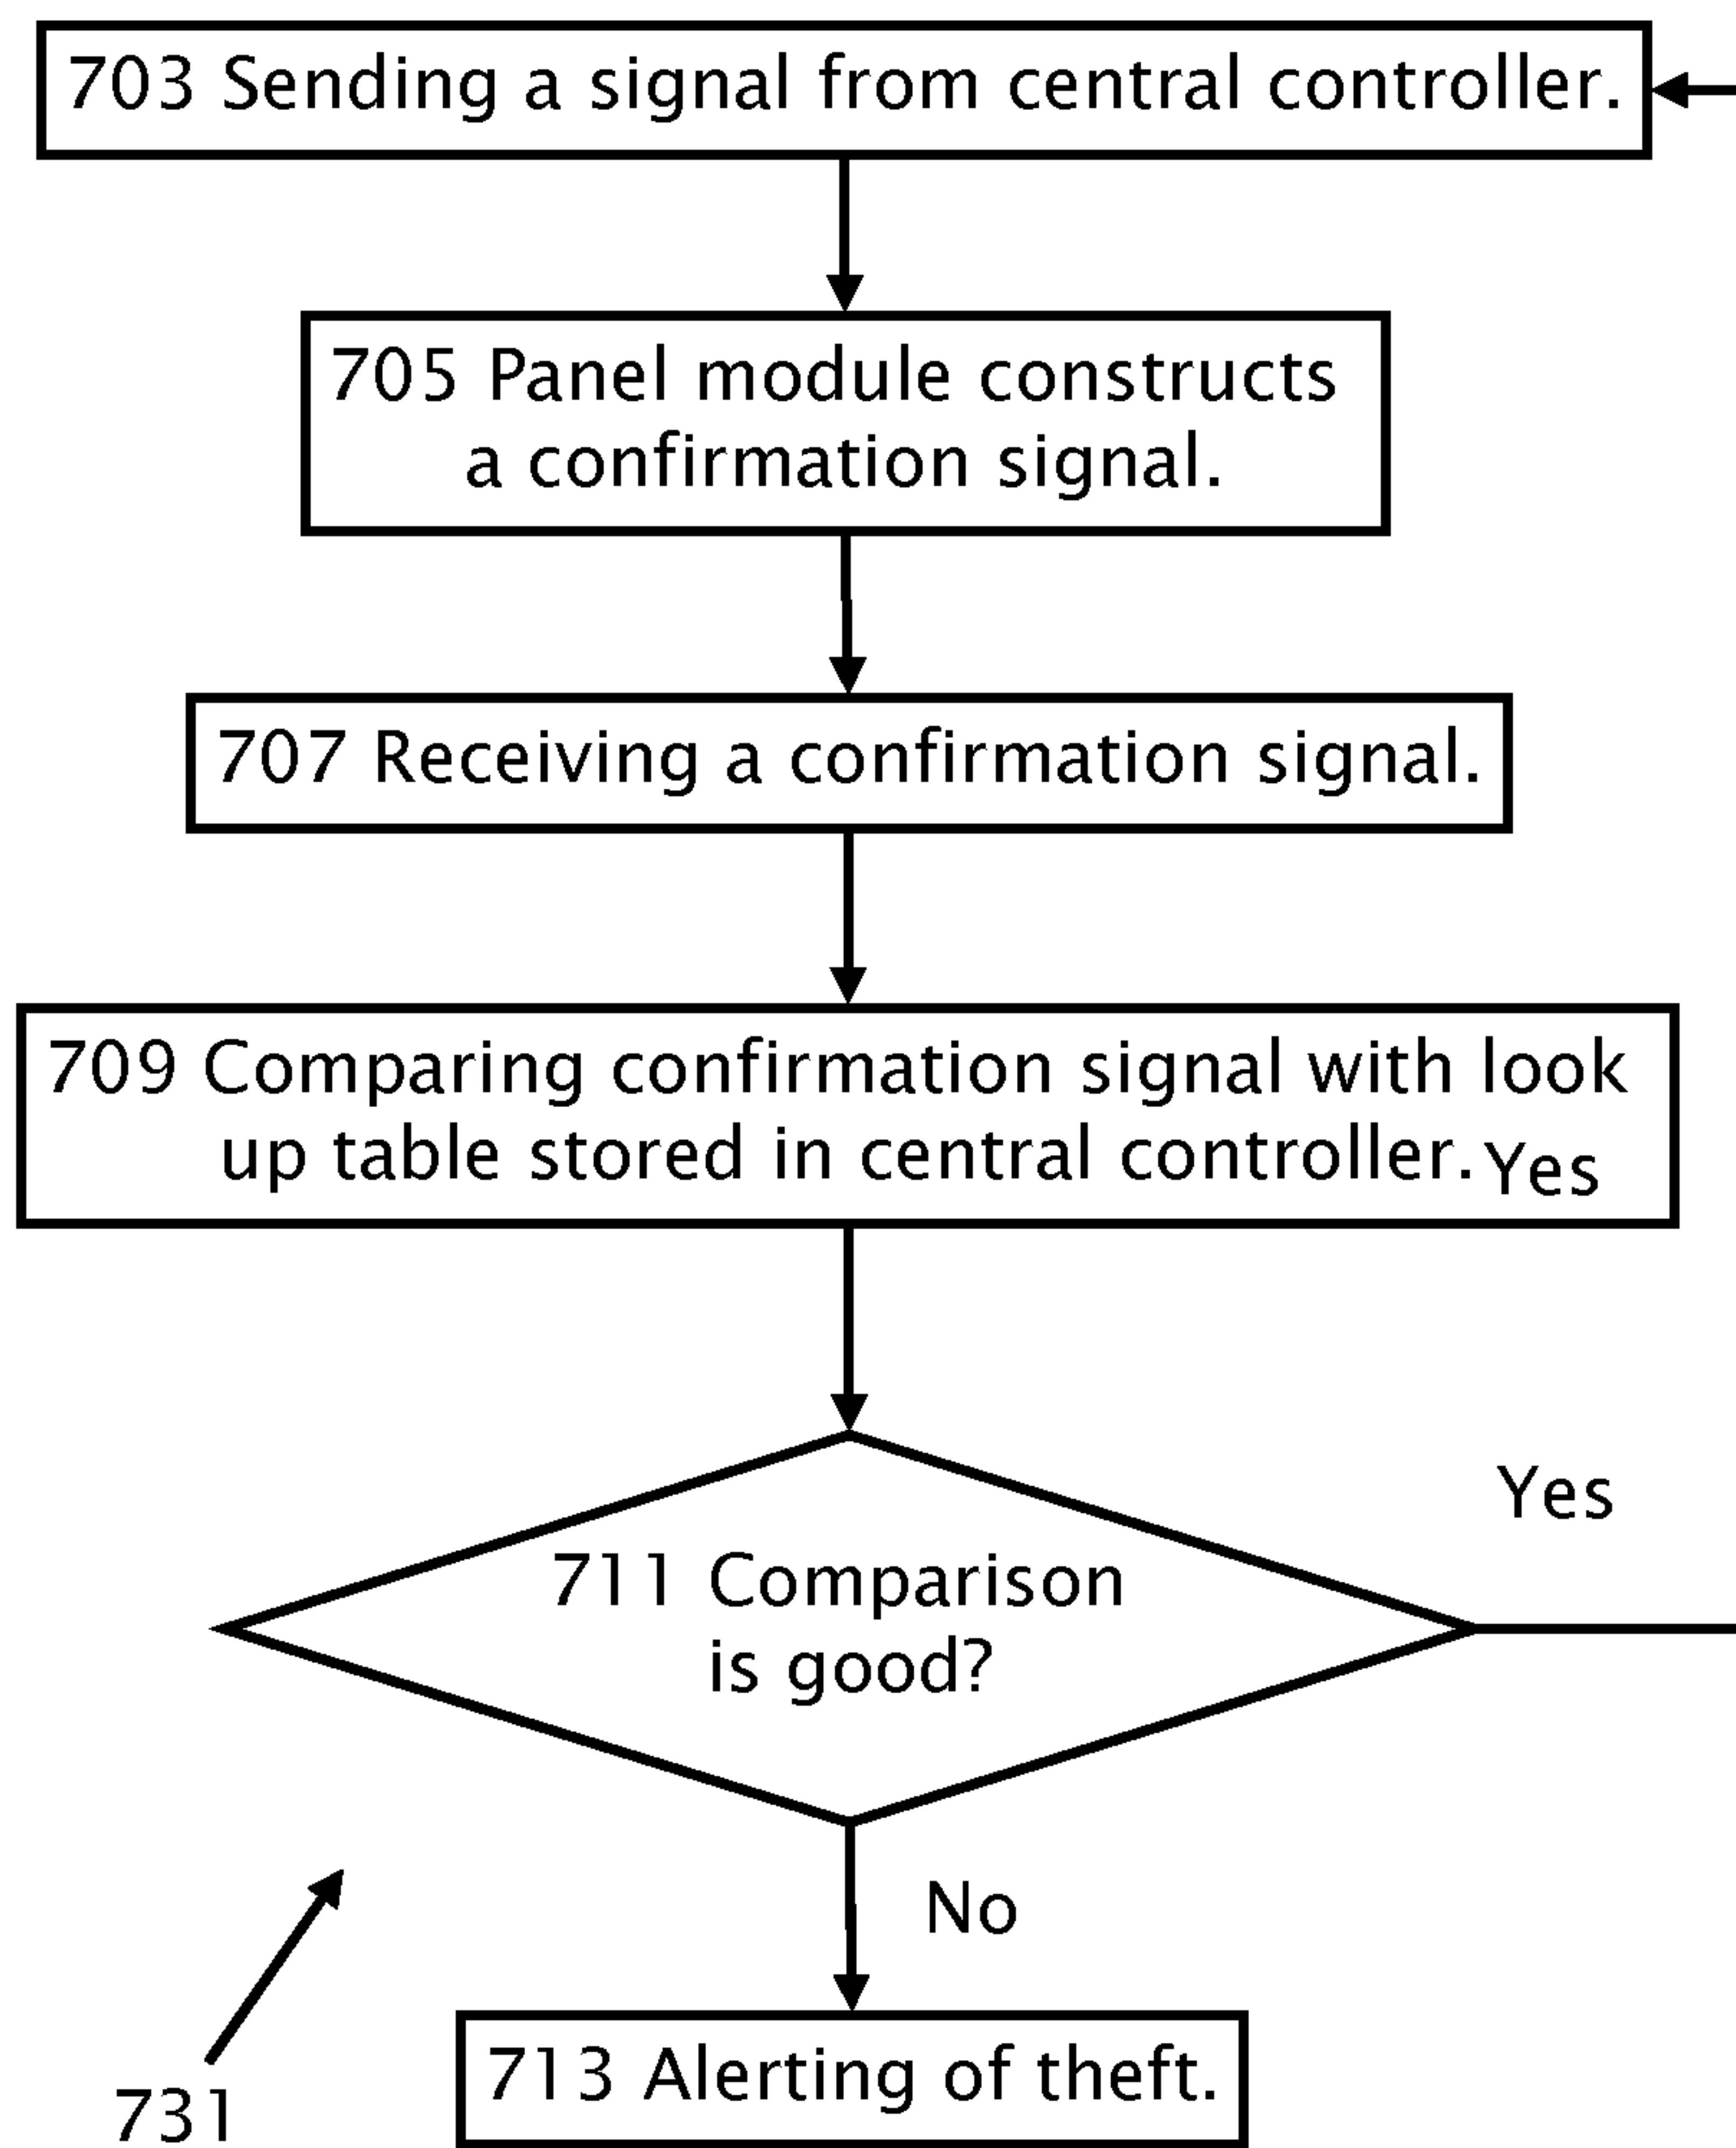 703 Sending a signal from central controller.
705 Panel module constructs
a confirmation signal.
707 Receiving a confirmation signal.
709 Comparing confirmation signal with look
up table stored in central controller. Yes
Yes
711 Comparison
is good?
No
713 Alerting of theft.
731